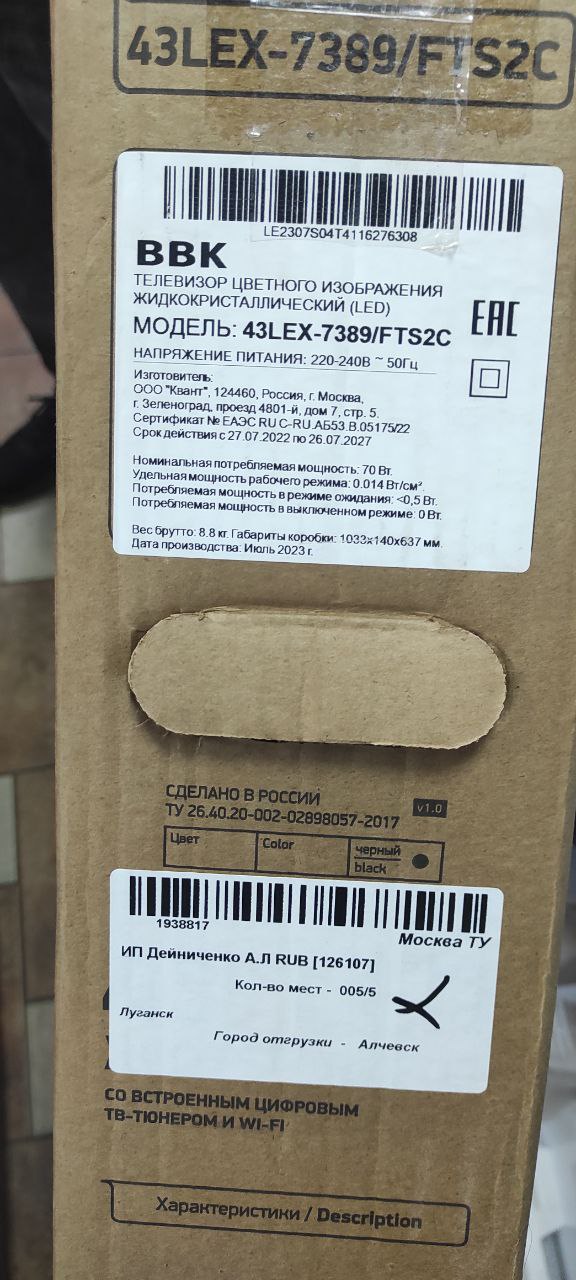 43LEX-7389/FTS2C
LE2307S04T4116276308
BBK
ТЕЛЕВИЗОР ЦВЕТНОГО ИЗОБРАЖЕНИЯ
ЖИДКОКРИСТАЛЛИЧЕСКИЙ (LED)
EAC
МОДЕЛЬ: 43LEX-7389/FTS2C
НАПРЯЖЕНИЕ ПИТАНИЯ: 220-240В ~ 50Гц
Изготовитель:
ООО "Квант", 124460, Россия, г. Москва,
г. Зеленоград, проезд 4801-й, дом 7, стр. 5.
Сертификат № ЕАЭС RU C-RU.АБ53.В.05175/22
Срок действия с 27.07.2022 по 26.07.2027
Номинальная потребляемая мощность: 70 Вт.
Удельная мощность рабочего режима: 0.014 Вт/см²
Потребляемая мощность в режиме ожидания: <0,5 Вт.
Потребляемая мощность в выключенном режиме: 0 Вт.
Вес брутто: 8.8 кг. Габариты коробки: 1033x140x637 мм.
Дата производства: Июль 2023 г.
СДЕЛАНО В РОССИИ
ТУ 26.40.20-002-02898057-2017
v1.0
Цвет
Color
черный
black
1938817
Москва ТУ
ИП Дейниченко А.Л RUB [126107]
Кол-во мест - 005/5
Луганск
Город отгрузки - Алчевск
СО ВСТРОЕННЫМ ЦИФРОВЫМ
ТВ-ТЮНЕРОМ И WI-FI
Характеристики / Description